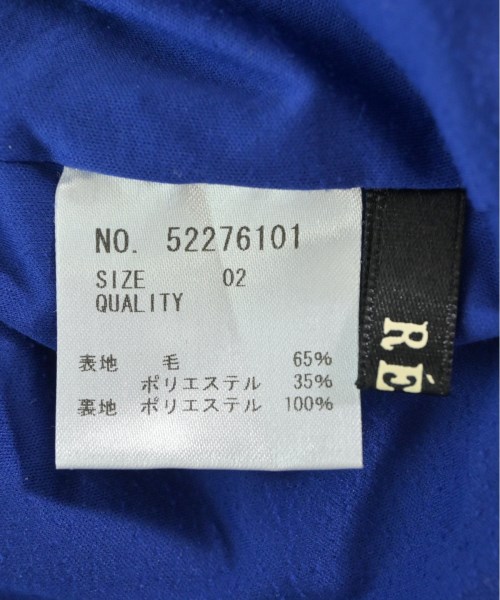 NO. 52276101
SIZE 02
QUALITY
表地 毛 65%
ポリエステル 35%
裏地 ポリエステル 100%
RÉ